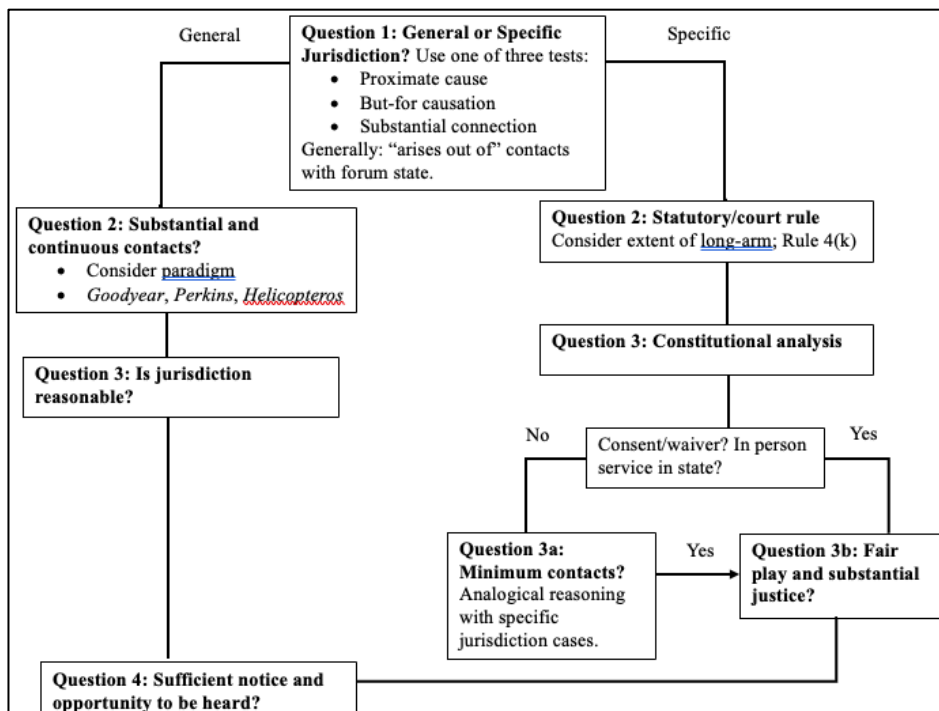 General
Question 1: General or Specific
Jurisdiction? Use one of three tests:
• Proximate cause
• But-for causation
• Substantial connection
Generally: “arises out of” contacts
with forum state.
Specific
Question 2: Substantial and
continuous contacts?
• Consider paradigm
• Goodyear, Perkins, Helicopteros
Question 2: Statutory/court rule
Consider extent of long-arm; Rule 4(k)
Question 3: Is jurisdiction
reasonable?
Question 3: Constitutional analysis
No
Consent/waiver? In person
service in state?
Yes
Question 3a:
Minimum contacts?
Analogical reasoning
with specific
jurisdiction cases.
Yes
Question 3b: Fair
play and substantial
justice?
Question 4: Sufficient notice and
opportunity to be heard?